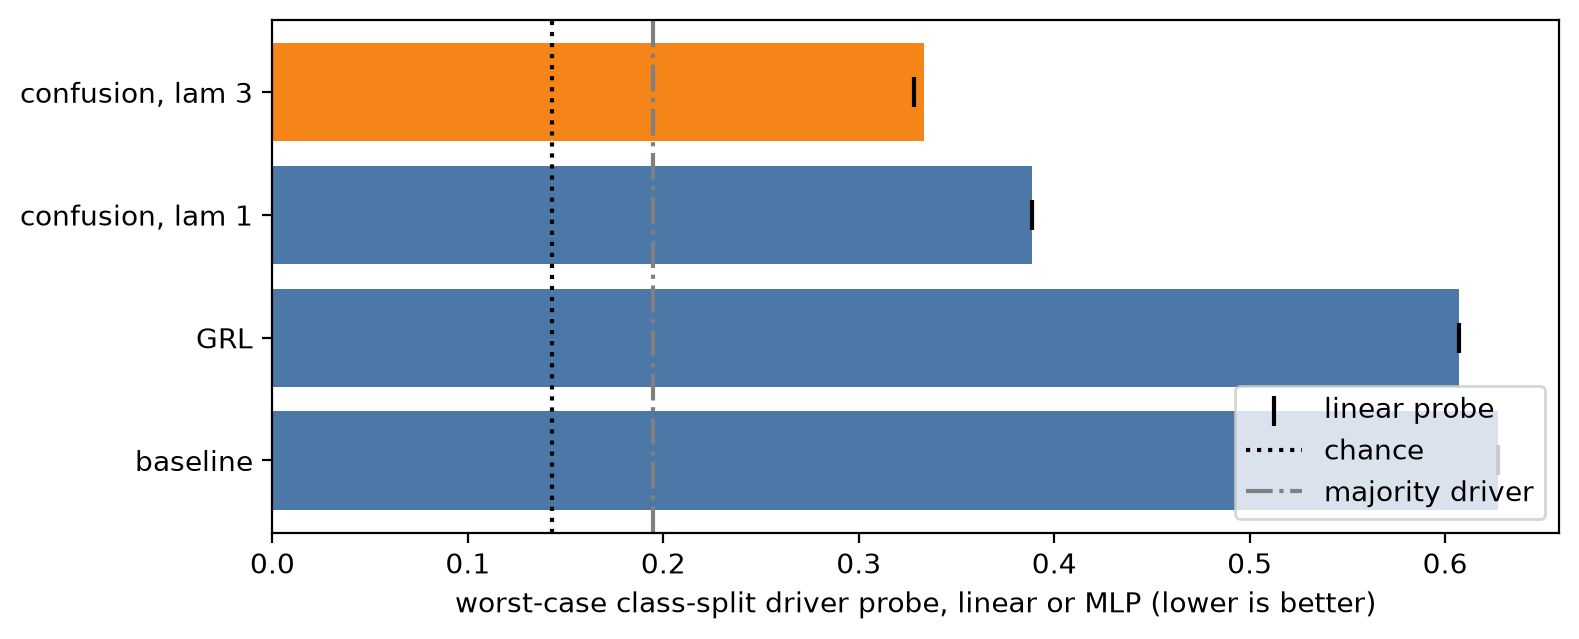 confusion, lam 3
confusion, lam 1
GRL
baseline
linear probe
chance
majority driver
0.0 0.1 0.2 0.3 0.4 0.5 0.6
worst-case class-split driver probe, linear or MLP (lower is better)